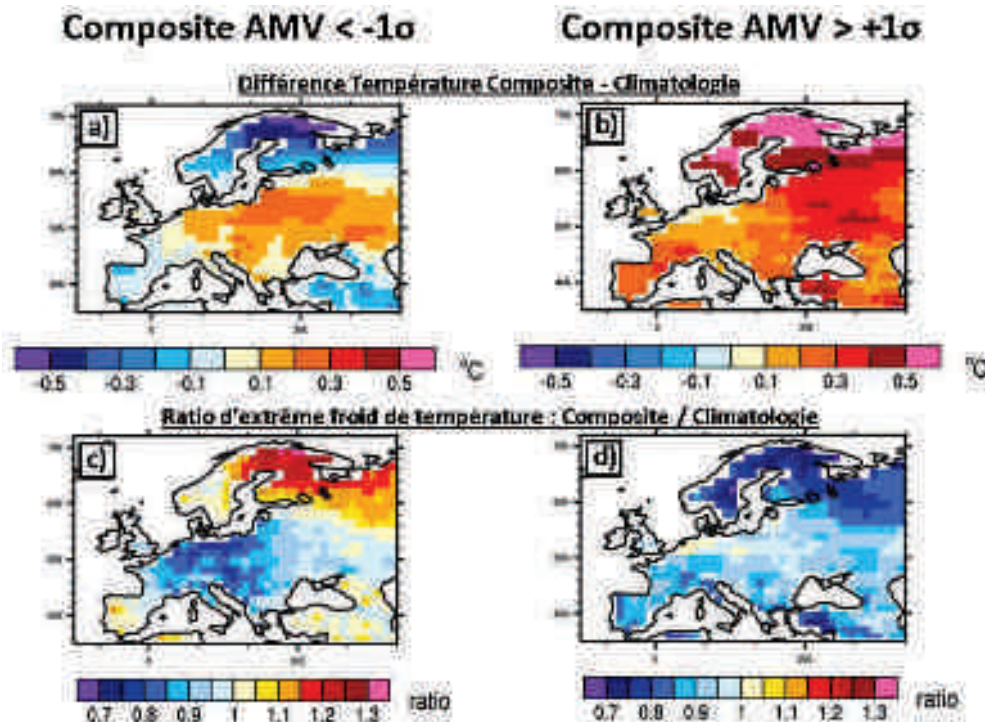 Composite AMV < -1σ
Composite AMV > +1σ
Différence Température Composite - Climatologie
a)
b)
-0.5 -0.3 -0.1 0.1 0.3 0.5 °C
-0.5 -0.3 -0.1 0.1 0.3 0.5 °C
Ratio d'extrême froid de température : Composite / Climatologie
c)
d)
0.7 0.8 0.9 1 1.1 1.2 1.3 ratio
0.7 0.8 0.9 1 1.1 1.2 1.3 ratio